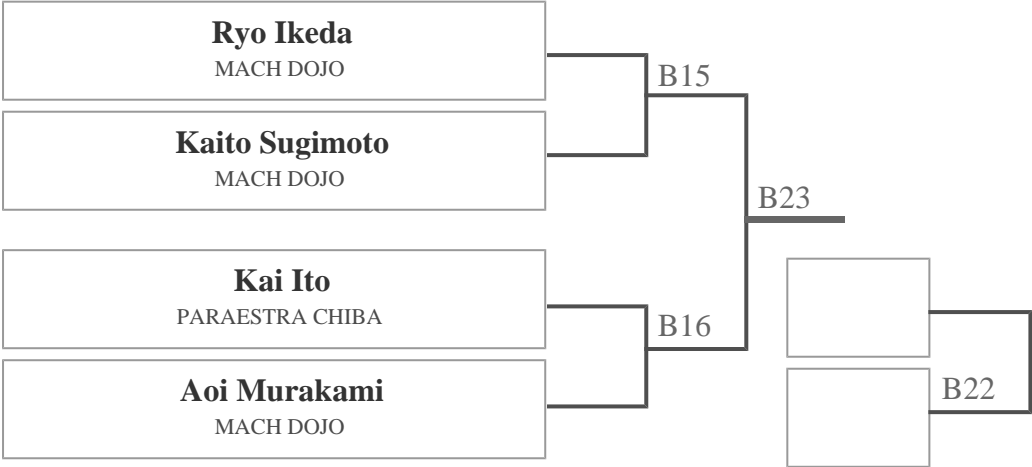 Ryo Ikeda
MACH DOJO
B15
Kaito Sugimoto
MACH DOJO
B23
Kai Ito
PARAESTRA CHIBA
B16
Aoi Murakami
MACH DOJO
B22